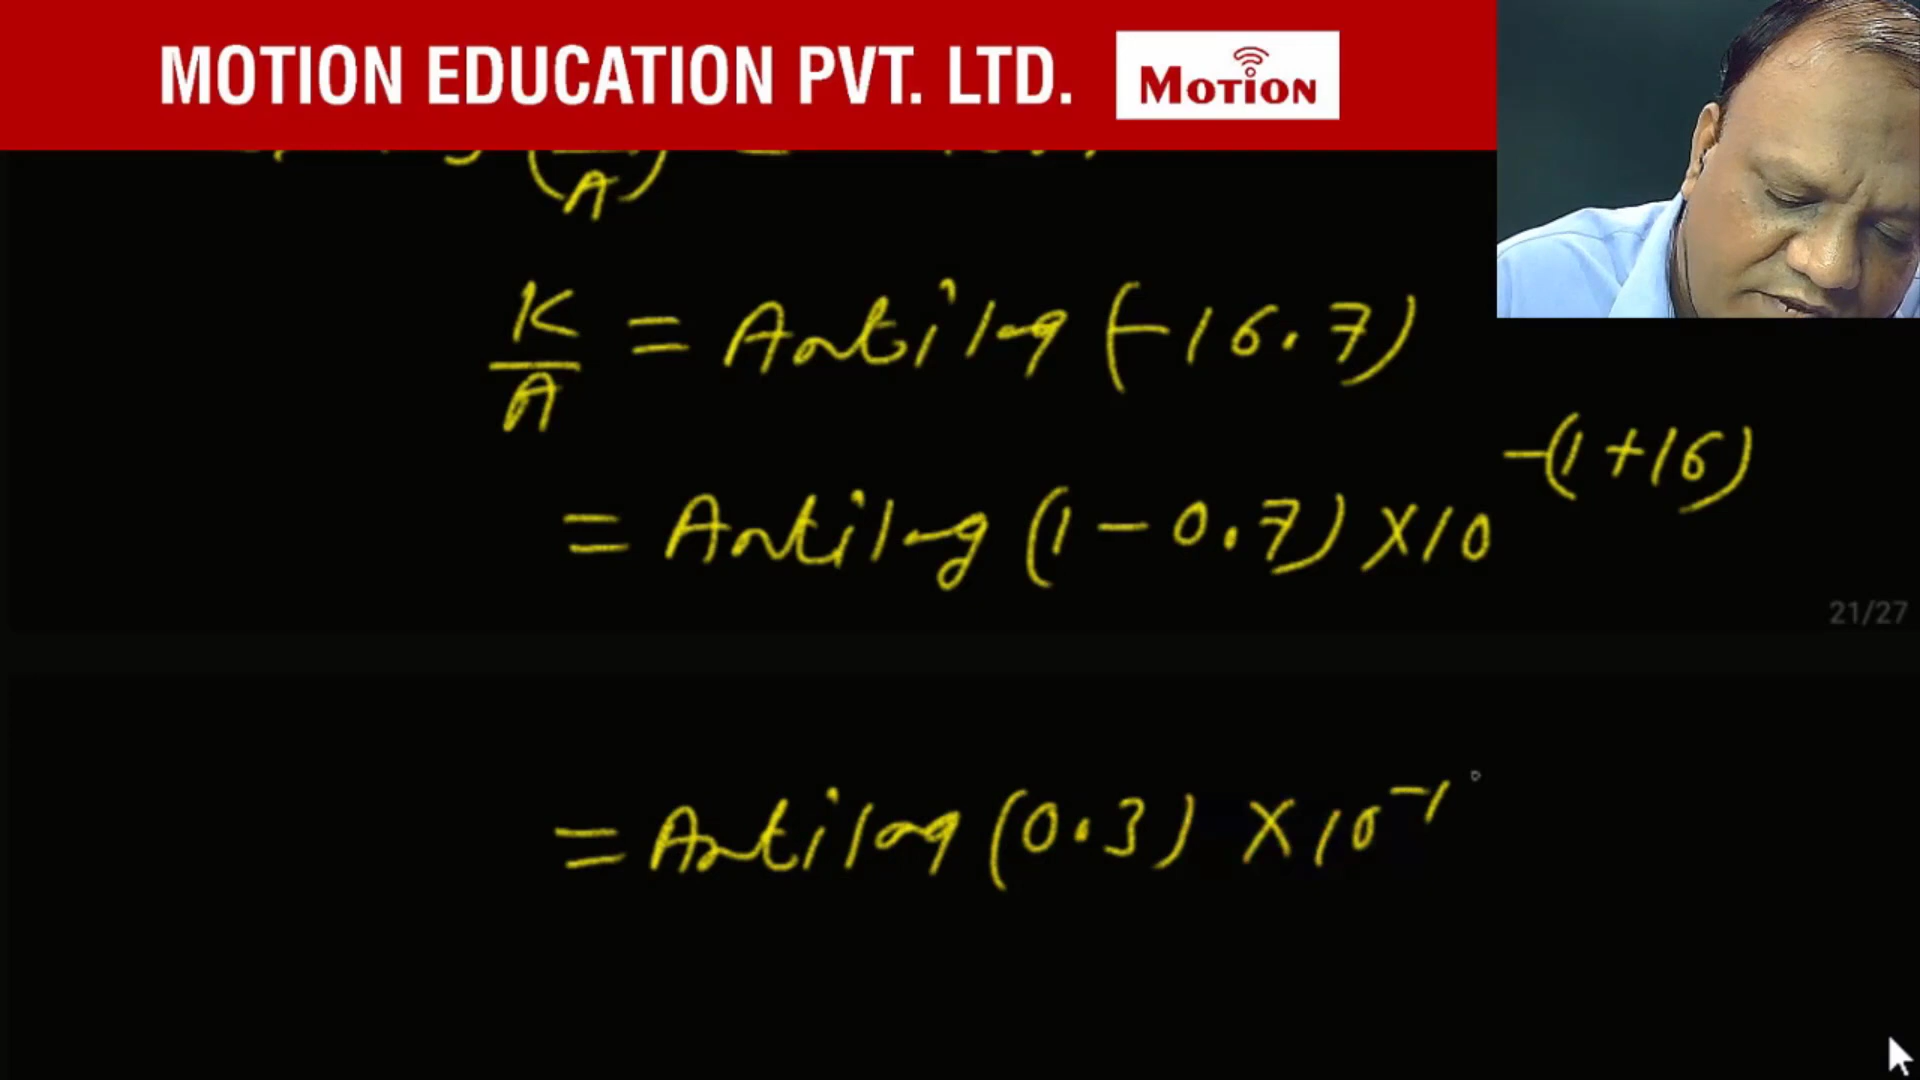 MOTION EDUCATION PVT. LTD.
MOTION
K/A = Antilog (-16.7)
= Antilog (1 - 0.7) X 10^-(1+16)
21/27
= Antilog (0.3) X 10^-1